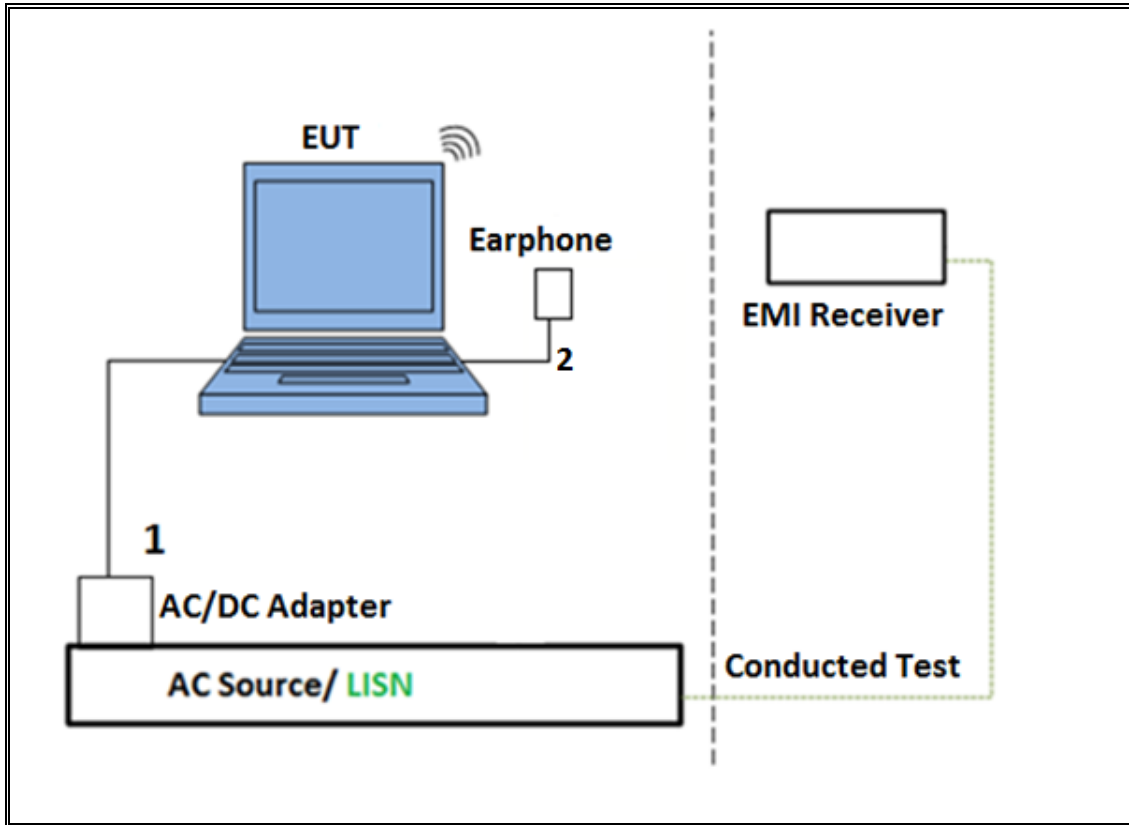 EUT
Earphone
2
EMI Receiver
1
AC/DC Adapter
AC Source/ LISN
Conducted Test